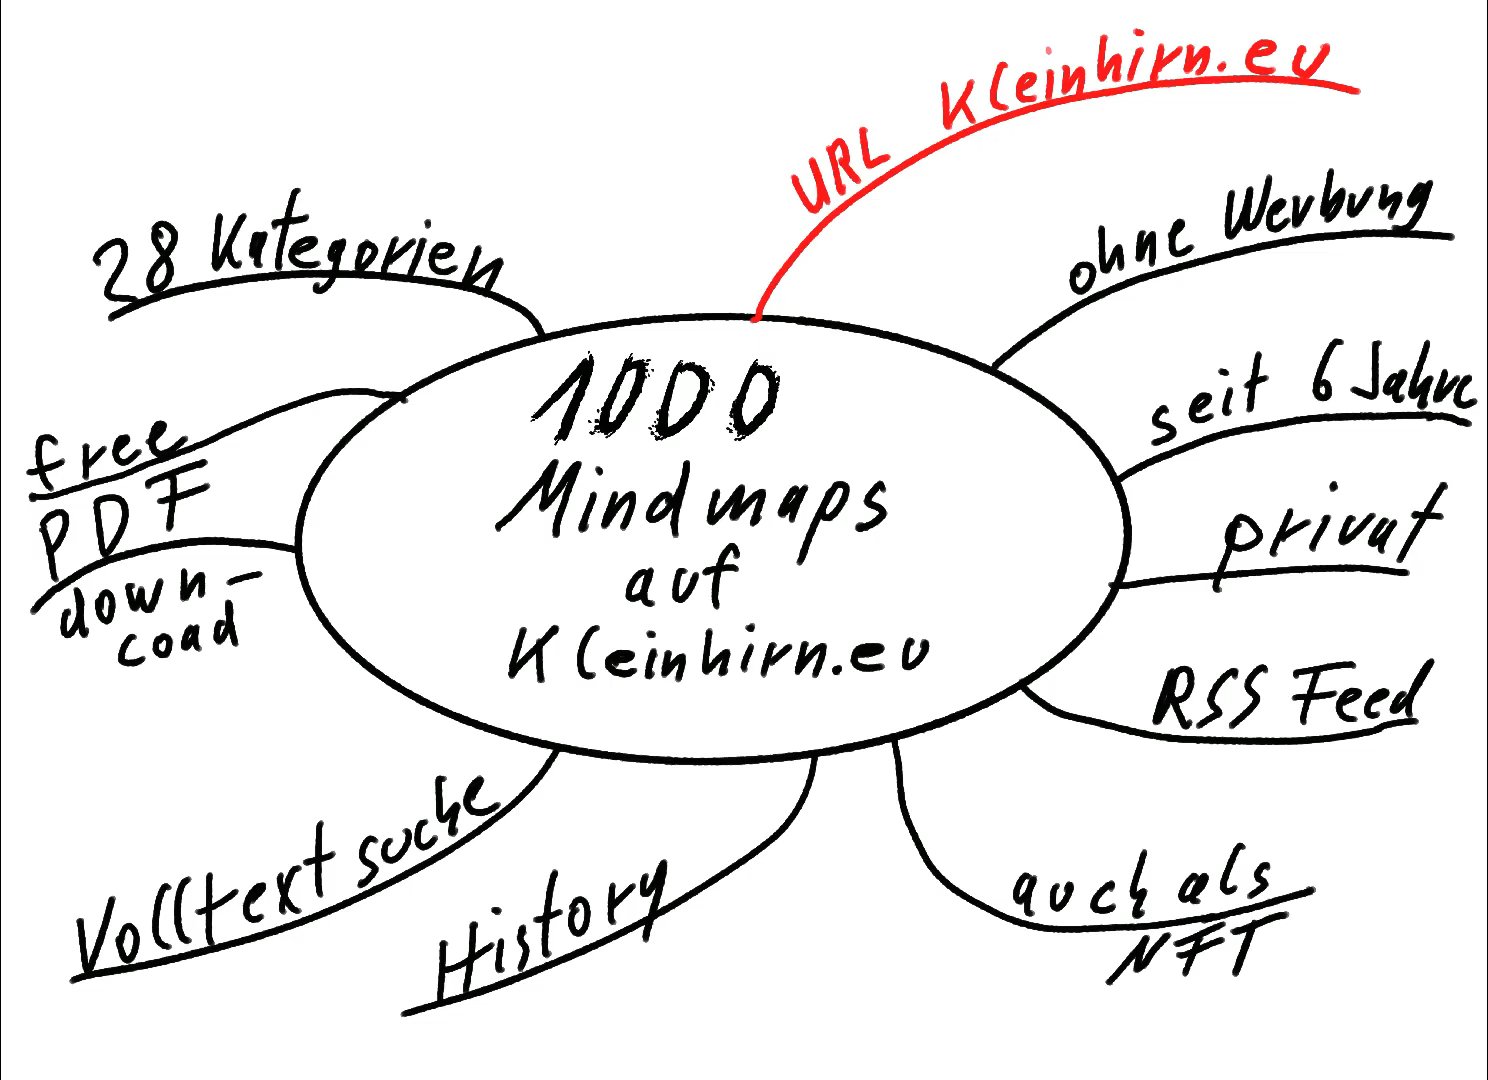 1000
Mindmaps
auf
Kleinhirn.eu
URL Kleinhirn.eu
ohne Werbung
seit 6 Jahre
privat
RSS Feed
auch als
NFT
History
Volltext suche
free
PDF
down-
load
28 Kategorien